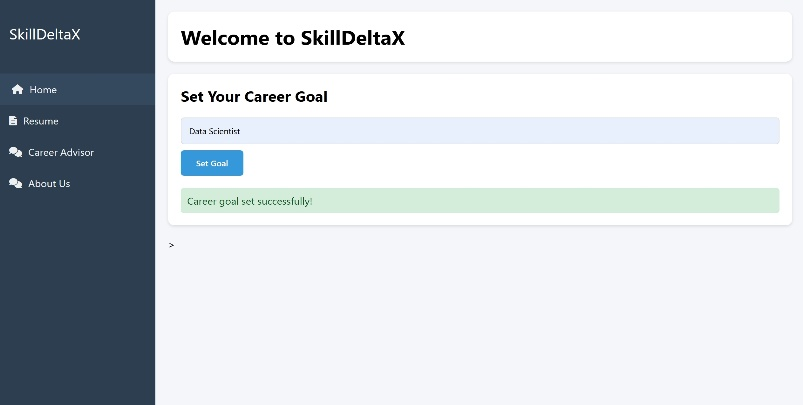 SkillDeltaX
Home
Resume
Career Advisor
About Us
Welcome to SkillDeltaX
Set Your Career Goal
Data Scientist
Set Goal
Career goal set successfully!
>